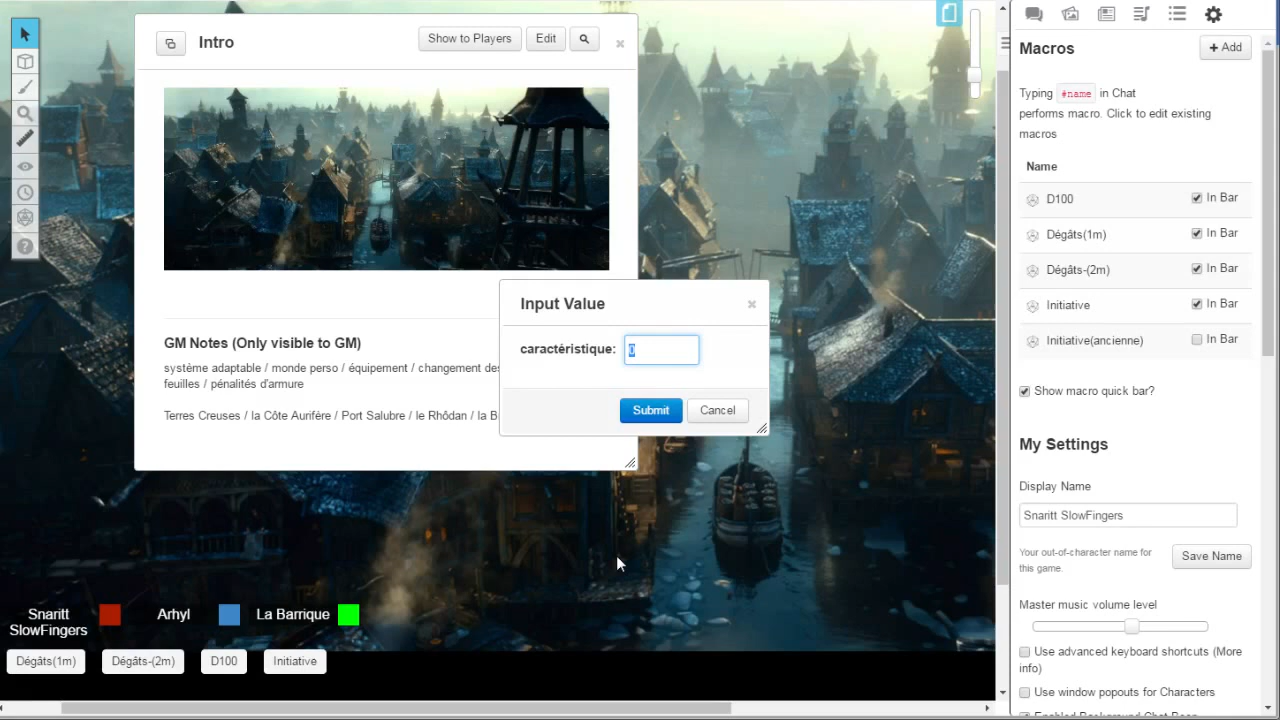 Intro
Show to Players
Edit
GM Notes (Only visible to GM)
système adaptable / monde perso / équipement / changement des
feuilles / pénalités d'armure
Terres Creuses / la Côte Aurifère / Port Salubre / le Rhôdan / la B
Input Value
caractéristique:
0
Submit
Cancel
Snaritt
SlowFingers
Arhyl
La Barrique
Dégâts(1m)
Dégâts-(2m)
D100
Initiative
Macros
+ Add
Typing #name in Chat
performs macro. Click to edit existing
macros
Name
D100 In Bar
Dégâts(1m) In Bar
Dégâts-(2m) In Bar
Initiative In Bar
Initiative(ancienne) In Bar
Show macro quick bar?
My Settings
Display Name
Snaritt SlowFingers
Your out-of-character name for
this game.
Save Name
Master music volume level
Use advanced keyboard shortcuts (More
info)
Use window popouts for Characters
Enabled Background Chat Beep